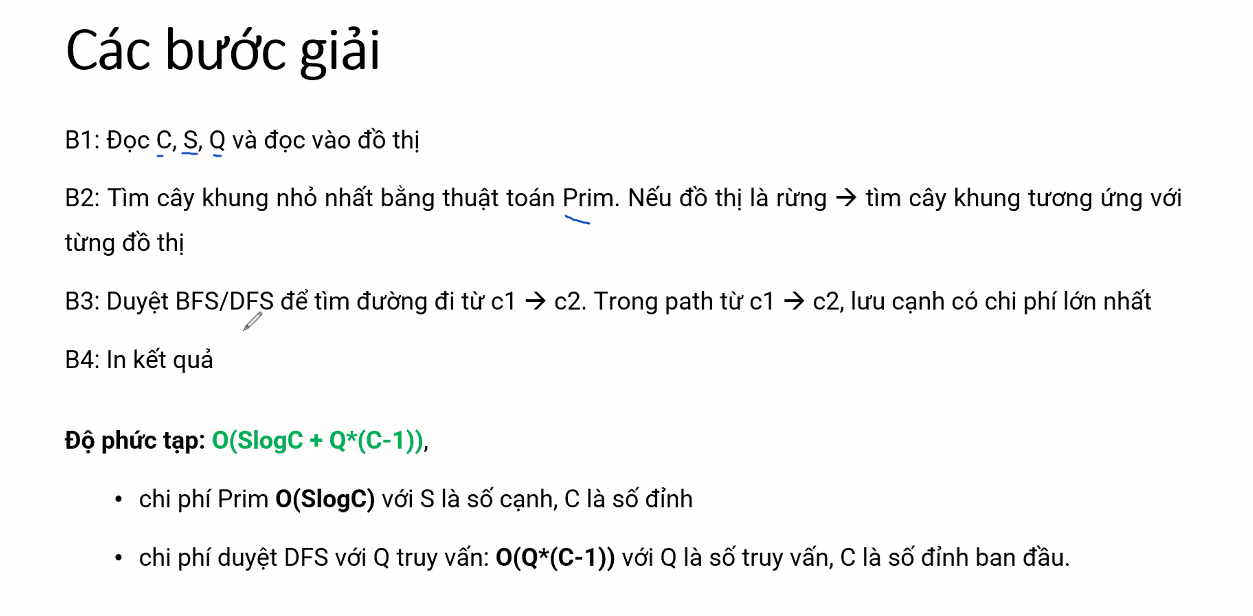 Các bước giải
B1: Đọc C, S, Q và đọc vào đồ thị
B2: Tìm cây khung nhỏ nhất bằng thuật toán Prim. Nếu đồ thị là rừng → tìm cây khung tương ứng với
từng đồ thị
B3: Duyệt BFS/DFS để tìm đường đi từ c1 → c2. Trong path từ c1 → c2, lưu cạnh có chi phí lớn nhất
B4: In kết quả
Độ phức tạp: O(SlogC + Q*(C-1)),
• chi phí Prim O(SlogC) với S là số cạnh, C là số đỉnh
• chi phí duyệt DFS với Q truy vấn: O(Q*(C-1)) với Q là số truy vấn, C là số đỉnh ban đầu.